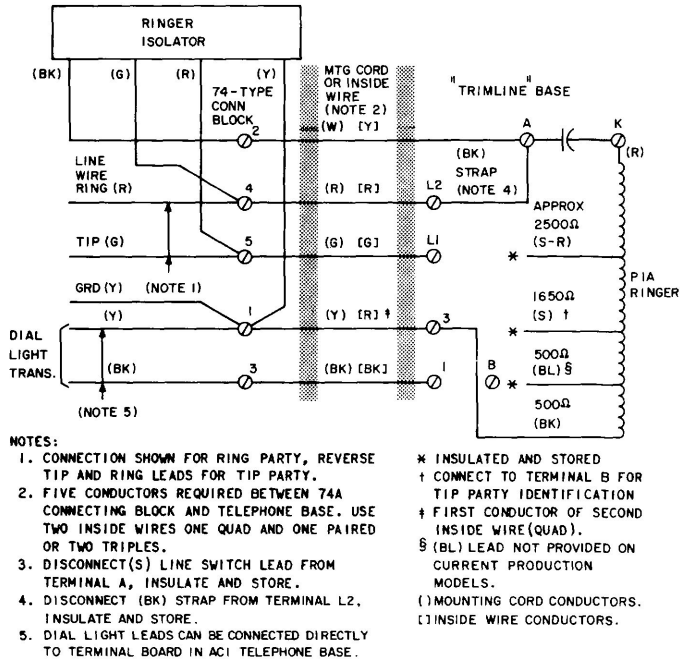 RINGER
ISOLATOR
(BK) (G) (R) (Y)
74-TYPE
CONN
BLOCK
MTG CORD
OR INSIDE
WIRE
(NOTE 2)
"TRIMLINE" BASE
2 (W) [Y] A K
(BK)
STRAP
(NOTE 4)
(R)
LINE
WIRE
RING (R) 4 (R) [R] L2
APPROX
2500Ω
(S-R)
TIP (G) 5 (G) [G] L1 *
PIA
RINGER
GRD (Y) (NOTE 1)
1650Ω
(S) †
(Y) 1 (Y) [R] ‡ 3 *
DIAL
LIGHT
TRANS.
500Ω
(BL) §
(BK) 3 (BK) [BK] 1 B *
500Ω
(BK)
(NOTE 5)
NOTES:
1. CONNECTION SHOWN FOR RING PARTY, REVERSE
TIP AND RING LEADS FOR TIP PARTY.
2. FIVE CONDUCTORS REQUIRED BETWEEN 74A
CONNECTING BLOCK AND TELEPHONE BASE. USE
TWO INSIDE WIRES ONE QUAD AND ONE PAIRED
OR TWO TRIPLES.
3. DISCONNECT(S) LINE SWITCH LEAD FROM
TERMINAL A, INSULATE AND STORE.
4. DISCONNECT (BK) STRAP FROM TERMINAL L2,
INSULATE AND STORE.
5. DIAL LIGHT LEADS CAN BE CONNECTED DIRECTLY
TO TERMINAL BOARD IN AC1 TELEPHONE BASE.
* INSULATED AND STORED
† CONNECT TO TERMINAL B FOR
TIP PARTY IDENTIFICATION
‡ FIRST CONDUCTOR OF SECOND
INSIDE WIRE(QUAD).
§ (BL) LEAD NOT PROVIDED ON
CURRENT PRODUCTION
MODELS.
( ) MOUNTING CORD CONDUCTORS.
[ ] INSIDE WIRE CONDUCTORS.